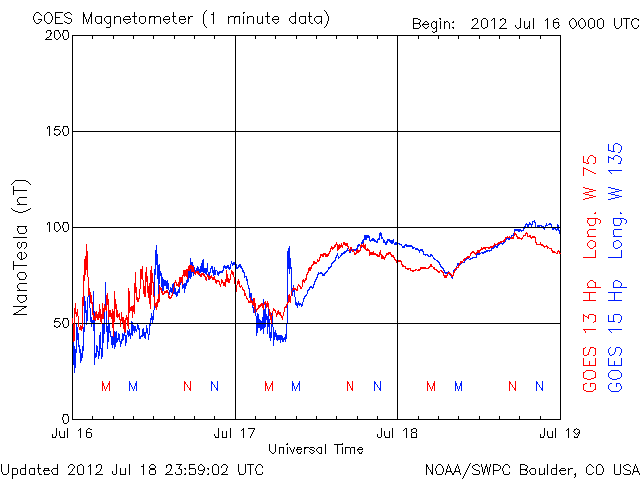 GOES Magnetometer (1 minute data)
Begin: 2012 Jul 16 0000 UTC
200
150
100
50
0
NanoTesla (nT)
M M N N M M N N M M N N
Jul 16 Jul 17 Jul 18 Jul 19
Universal Time
GOES 13 Hp Long. W 75
GOES 15 Hp Long. W 135
Updated 2012 Jul 18 23:59:02 UTC
NOAA/SWPC Boulder, CO USA